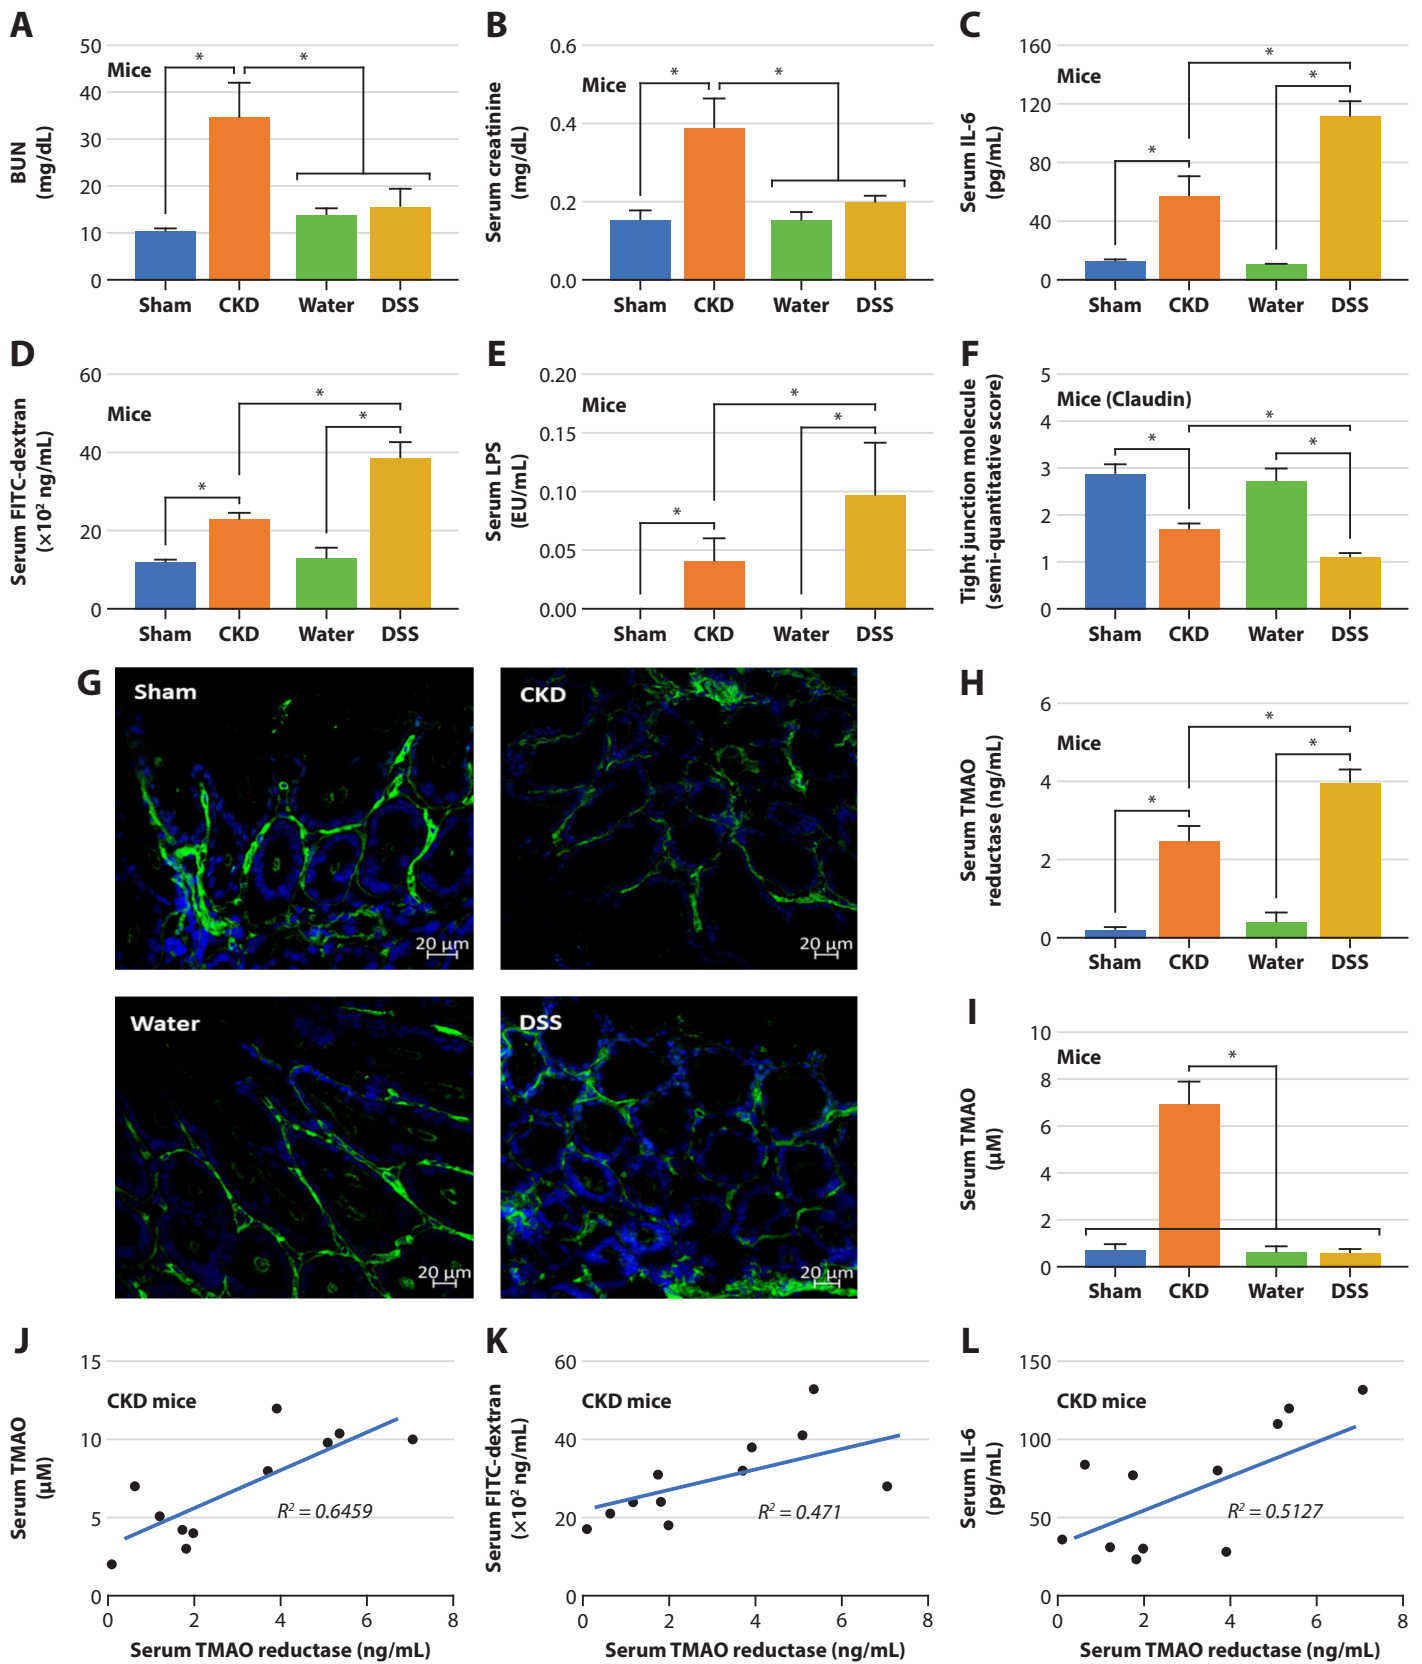 A
BUN
(mg/dL)
50
40
30
20
10
0
Mice
*
*
Sham CKD Water DSS
B
Serum creatinine
(mg/dL)
0.6
0.4
0.2
0.0
Mice
*
*
Sham CKD Water DSS
C
Serum IL-6
(pg/mL)
160
120
80
40
0
Mice
*
*
*
Sham CKD Water DSS
D
Serum FITC-dextran
(×10² ng/mL)
60
40
20
0
Mice
*
*
*
Sham CKD Water DSS
E
Serum LPS
(EU/mL)
0.20
0.15
0.10
0.05
0.00
Mice
*
*
*
Sham CKD Water DSS
F
Tight junction molecule
(semi-quantitative score)
5
4
3
2
1
0
Mice (Claudin)
*
*
*
Sham CKD Water DSS
G
Sham
20 µm
CKD
20 µm
Water
20 µm
DSS
20 µm
H
Serum TMAO
reductase (ng/mL)
6
4
2
0
Mice
*
*
*
Sham CKD Water DSS
I
Serum TMAO
(µM)
10
8
6
4
2
0
Mice
*
Sham CKD Water DSS
J
Serum TMAO
(µM)
15
10
5
0
CKD mice
R² = 0.6459
0 2 4 6 8
Serum TMAO reductase (ng/mL)
K
Serum FITC-dextran
(×10² ng/mL)
60
40
20
0
CKD mice
R² = 0.471
0 2 4 6 8
Serum TMAO reductase (ng/mL)
L
Serum IL-6
(pg/mL)
150
100
50
0
CKD mice
R² = 0.5127
0 2 4 6 8
Serum TMAO reductase (ng/mL)